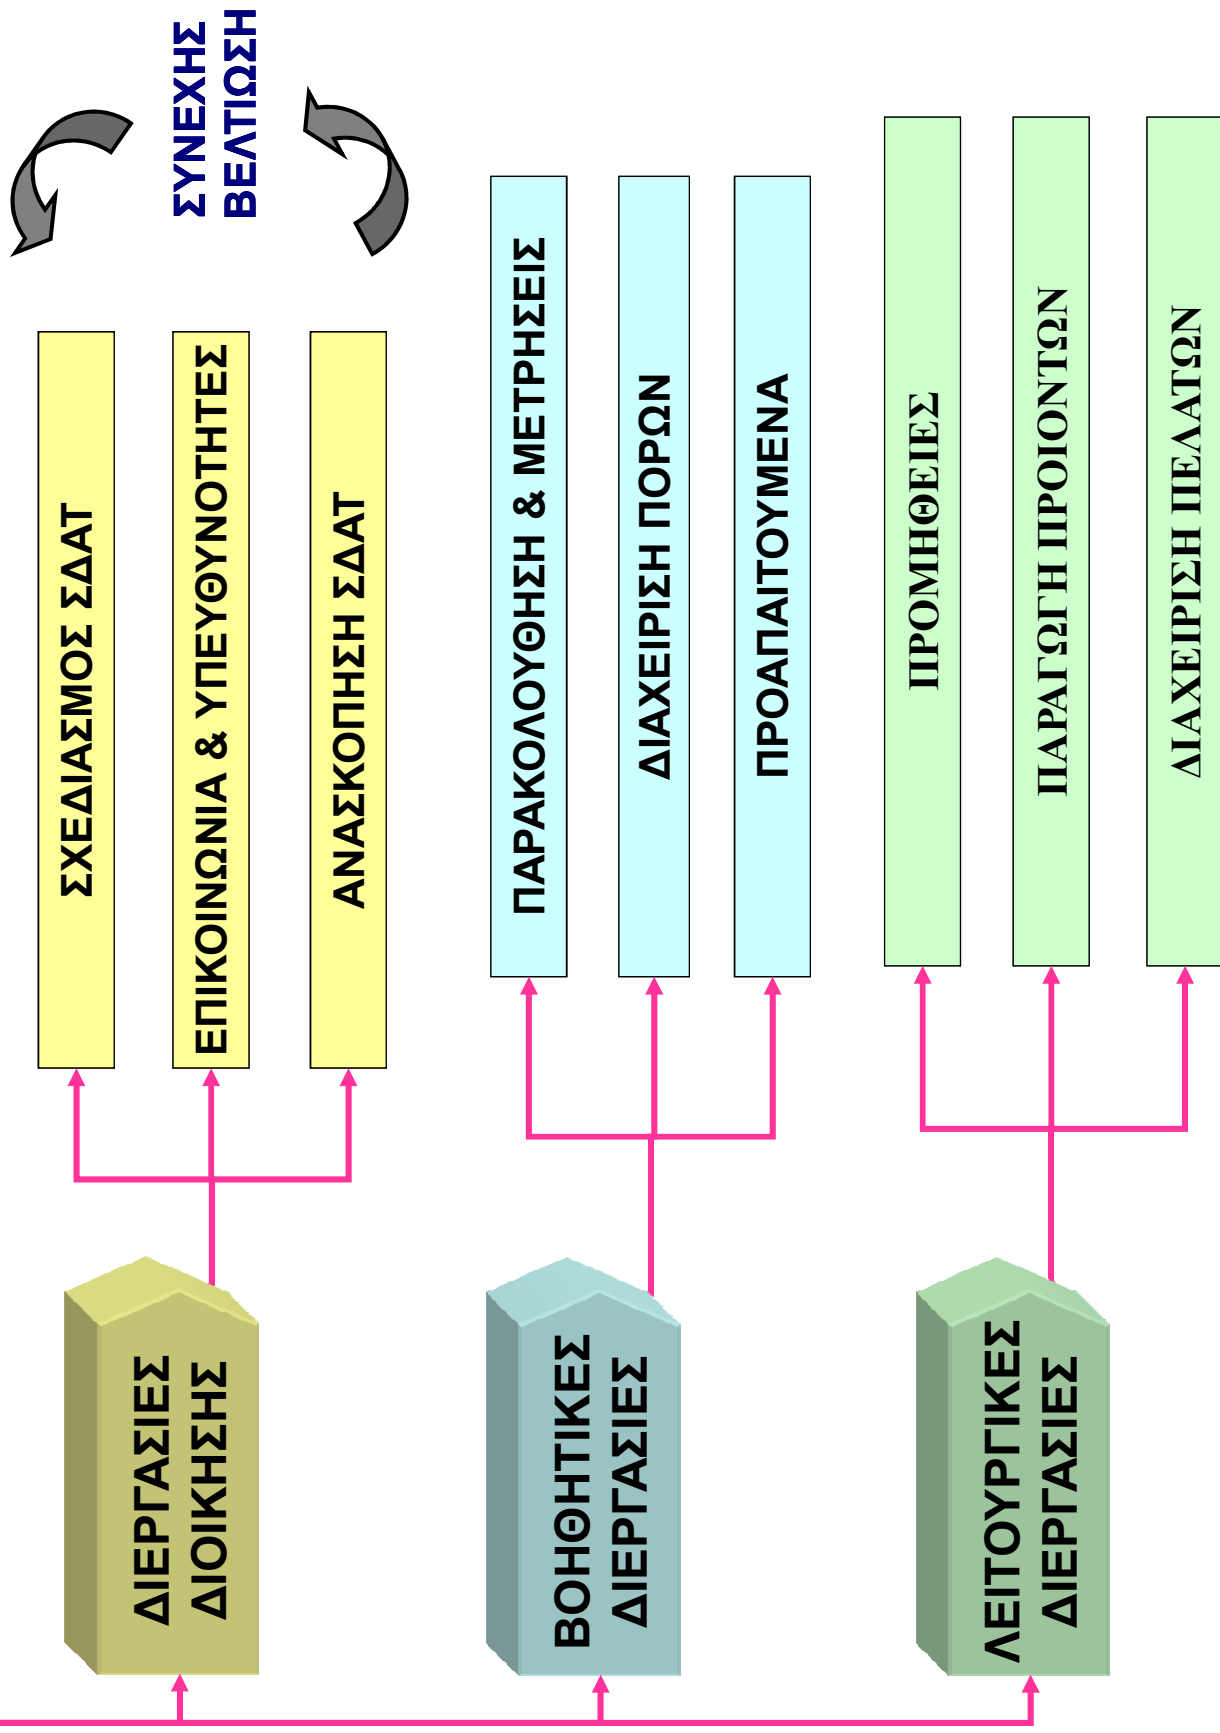 ΣΥΝΕΧΗΣ
ΒΕΛΤΙΩΣΗ
ΔΙΕΡΓΑΣΙΕΣ
ΔΙΟΙΚΗΣΗΣ
ΣΧΕΔΙΑΣΜΟΣ ΣΔΑΤ
ΕΠΙΚΟΙΝΩΝΙΑ & ΥΠΕΥΘΥΝΟΤΗΤΕΣ
ΑΝΑΣΚΟΠΗΣΗ ΣΔΑΤ
ΒΟΗΘΗΤΙΚΕΣ
ΔΙΕΡΓΑΣΙΕΣ
ΠΑΡΑΚΟΛΟΥΘΗΣΗ & ΜΕΤΡΗΣΕΙΣ
ΔΙΑΧΕΙΡΙΣΗ ΠΟΡΩΝ
ΠΡΟΑΠΑΙΤΟΥΜΕΝΑ
ΛΕΙΤΟΥΡΓΙΚΕΣ
ΔΙΕΡΓΑΣΙΕΣ
ΠΡΟΜΗΘΕΙΕΣ
ΠΑΡΑΓΩΓΗ ΠΡΟΙΟΝΤΩΝ
ΔΙΑΧΕΙΡΙΣΗ ΠΕΛΑΤΩΝ